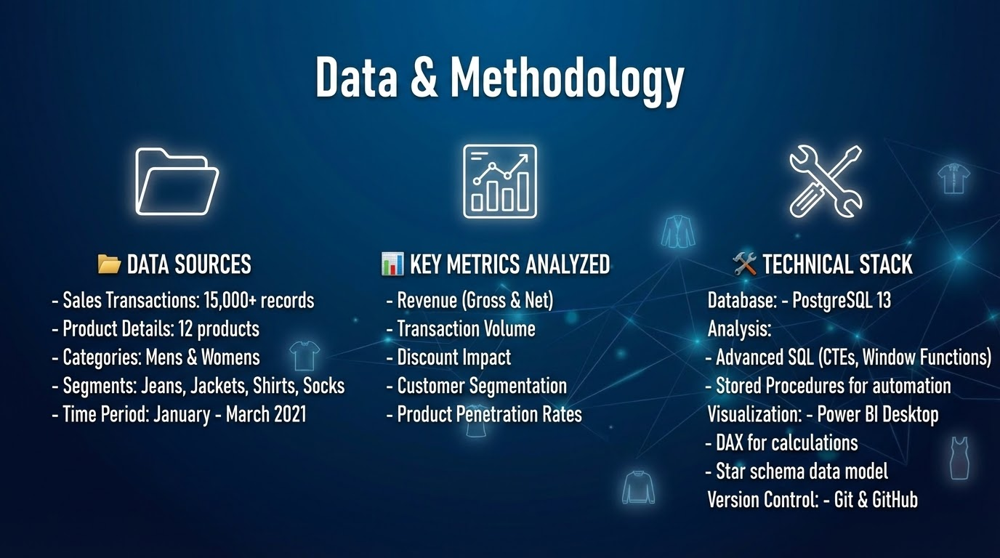 Data & Methodology
📂 DATA SOURCES
- Sales Transactions: 15,000+ records
- Product Details: 12 products
- Categories: Mens & Womens
- Segments: Jeans, Jackets, Shirts, Socks
- Time Period: January - March 2021
📊 KEY METRICS ANALYZED
- Revenue (Gross & Net)
- Transaction Volume
- Discount Impact
- Customer Segmentation
- Product Penetration Rates
🛠️ TECHNICAL STACK
Database: - PostgreSQL 13
Analysis:
- Advanced SQL (CTEs, Window Functions)
- Stored Procedures for automation
Visualization: - Power BI Desktop
- DAX for calculations
- Star schema data model
Version Control: - Git & GitHub